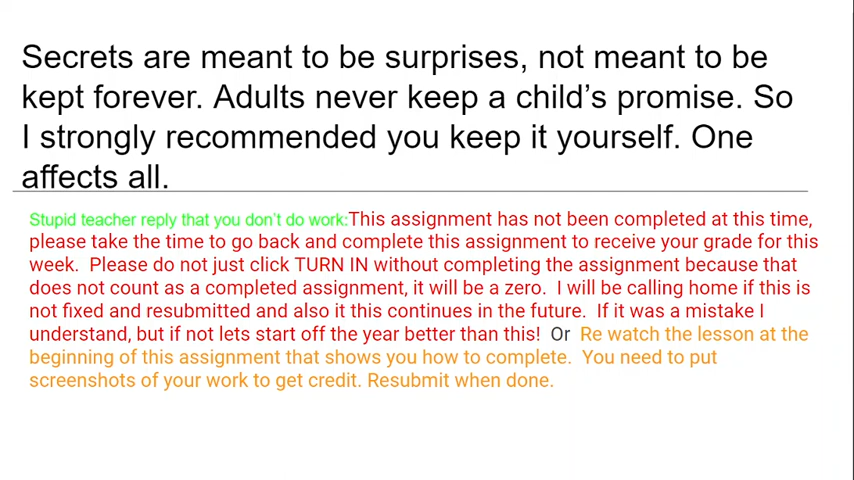 Secrets are meant to be surprises, not meant to be
kept forever. Adults never keep a child’s promise. So
I strongly recommended you keep it yourself. One
affects all.
Stupid teacher reply that you don’t do work:This assignment has not been completed at this time,
please take the time to go back and complete this assignment to receive your grade for this
week.  Please do not just click TURN IN without completing the assignment because that
does not count as a completed assignment, it will be a zero.  I will be calling home if this is
not fixed and resubmitted and also it this continues in the future.  If it was a mistake I
understand, but if not lets start off the year better than this!  Or  Re watch the lesson at the
beginning of this assignment that shows you how to complete.  You need to put
screenshots of your work to get credit. Resubmit when done.